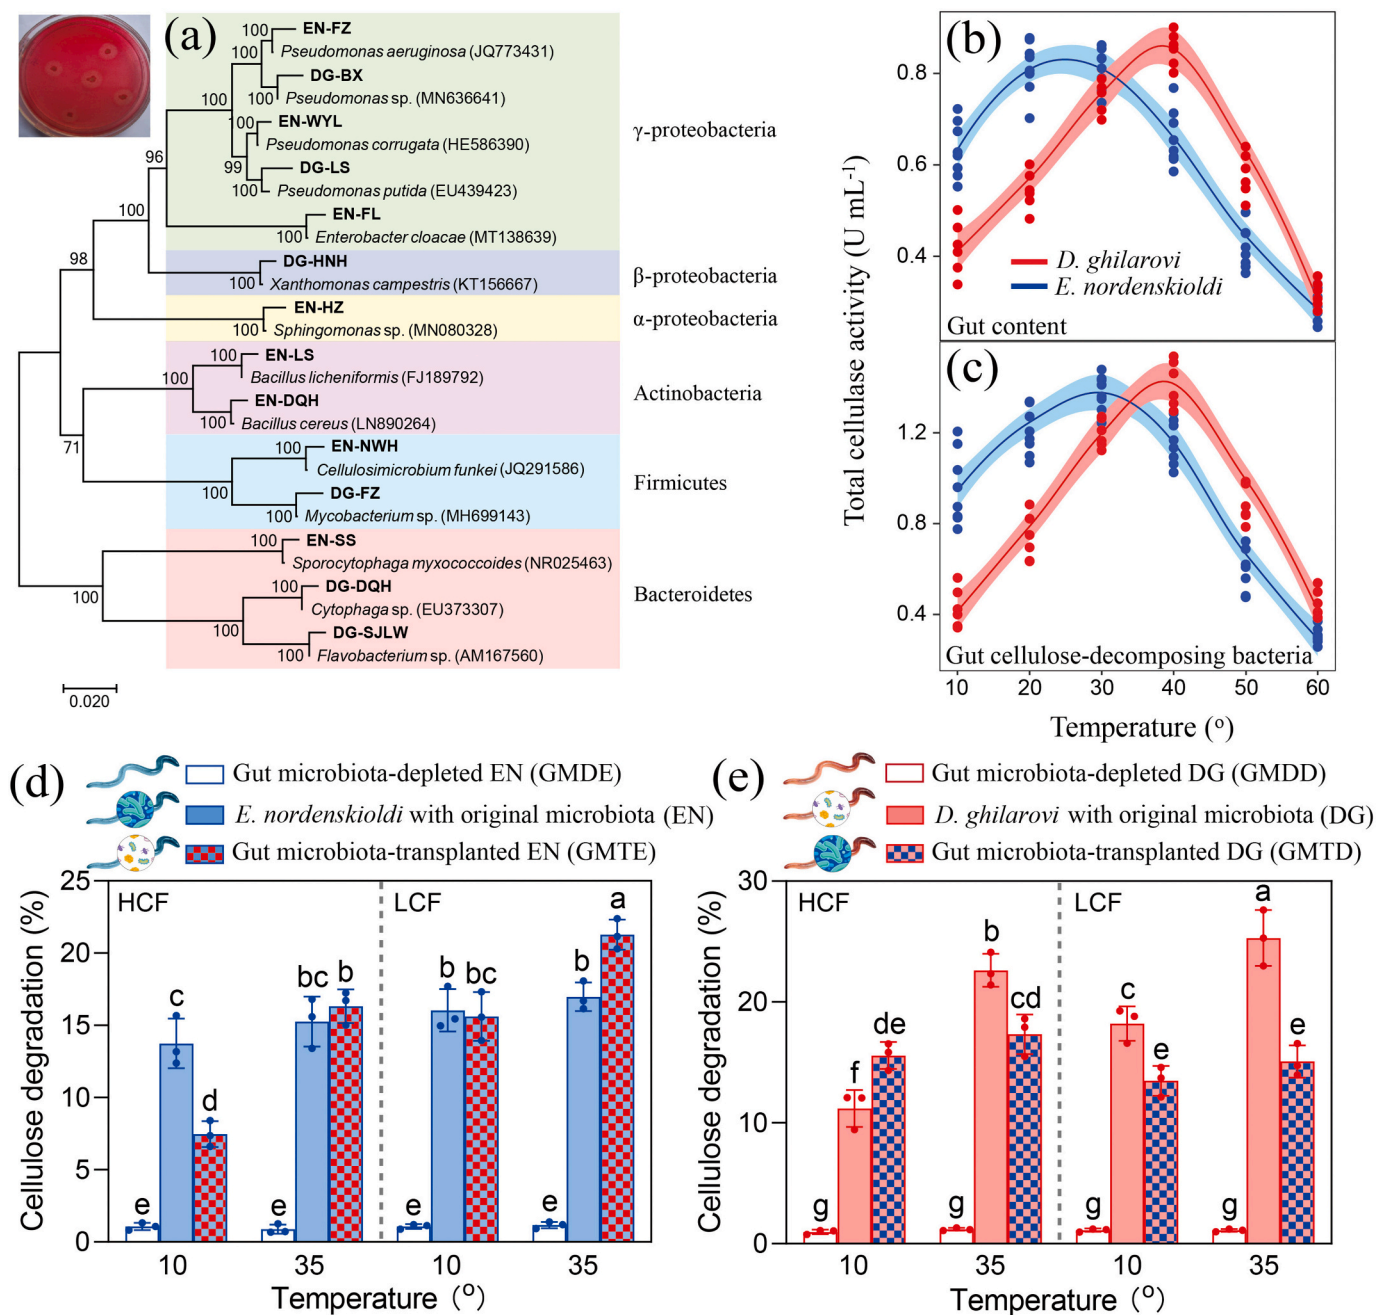 (a)
EN-FZ
100
100
Pseudomonas aeruginosa (JQ773431)
DG-BX
100
100
Pseudomonas sp. (MN636641)
EN-WYL
100
Pseudomonas corrugata (HE586390)
γ-proteobacteria
96
99
DG-LS
100
Pseudomonas putida (EU439423)
100
EN-FL
100
Enterobacter cloacae (MT138639)
98
DG-HNH
100
Xanthomonas campestris (KT156667)
β-proteobacteria
EN-HZ
100
Sphingomonas sp. (MN080328)
α-proteobacteria
100
EN-LS
100
Bacillus licheniformis (FJ189792)
EN-DQH
100
Bacillus cereus (LN890264)
Actinobacteria
71
100
EN-NWH
Cellulosimicrobium funkei (JQ291586)
100
DG-FZ
100
Mycobacterium sp. (MH699143)
Firmicutes
100
EN-SS
Sporocytophaga myxococcoides (NR025463)
100
100
DG-DQH
Cytophaga sp. (EU373307)
Bacteroidetes
100
DG-SJLW
100
Flavobacterium sp. (AM167560)
0.020
(b)
0.8
0.6
0.4
D. ghilarovi
E. nordenskioldi
Gut content
Total cellulase activity (U mL-1)
(c)
1.2
0.8
0.4
Gut cellulose-decomposing bacteria
10 20 30 40 50 60
Temperature (o)
(d)
Gut microbiota-depleted EN (GMDE)
E. nordenskioldi with original microbiota (EN)
Gut microbiota-transplanted EN (GMTE)
25
20
15
10
5
0
Cellulose degradation (%)
HCF
LCF
e c d e bc b e b bc e b a
10 35 10 35
Temperature (o)
(e)
Gut microbiota-depleted DG (GMDD)
D. ghilarovi with original microbiota (DG)
Gut microbiota-transplanted DG (GMTD)
30
20
10
0
Cellulose degradation (%)
HCF
LCF
g f de g b cd g c e g a e
10 35 10 35
Temperature (o)